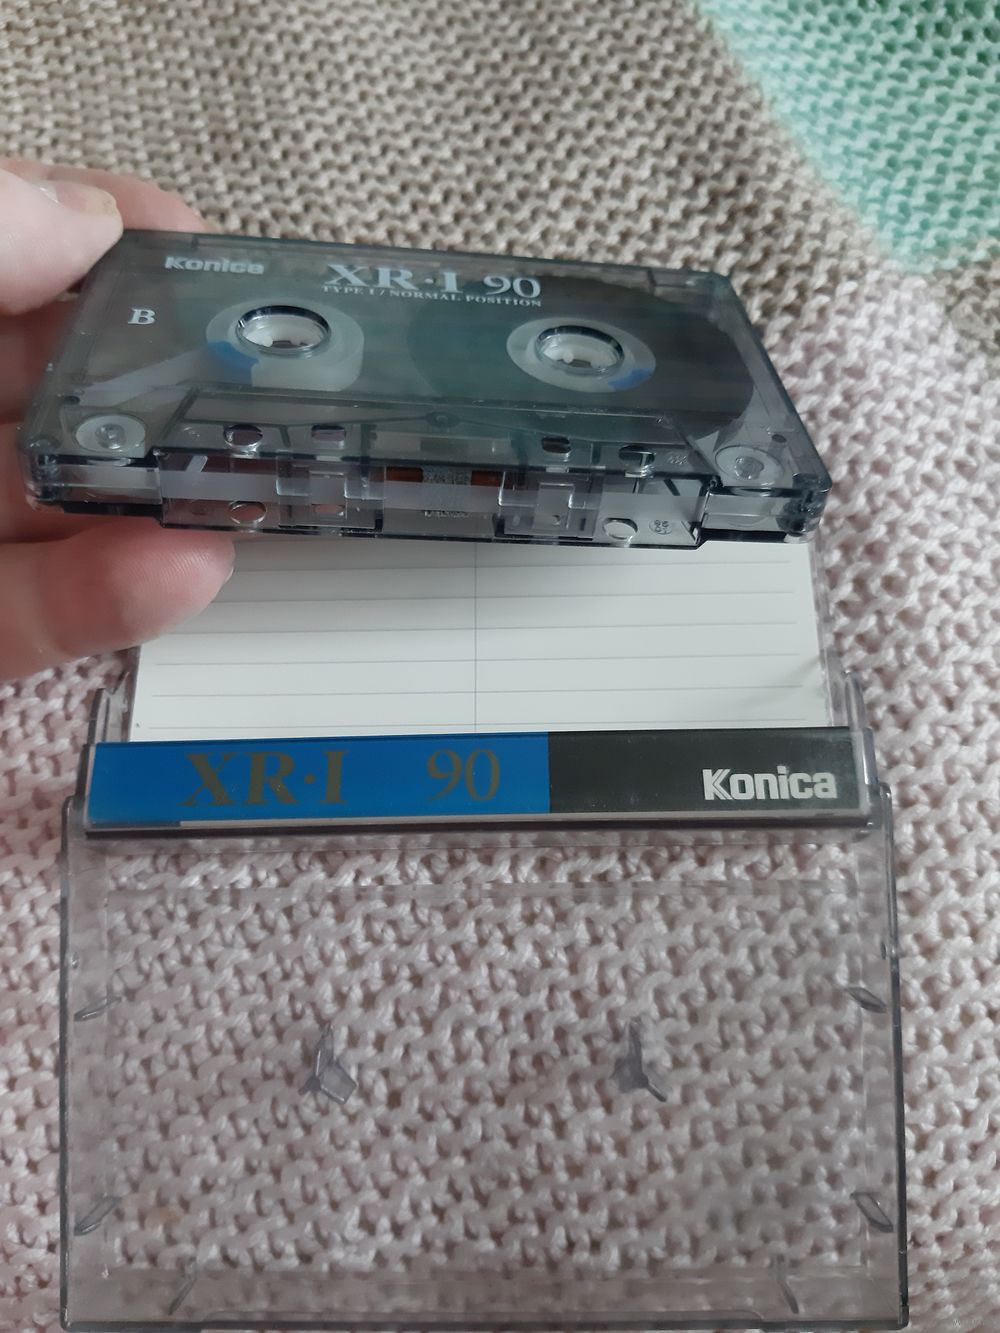 Konica
XR·I 90
TYPE I / NORMAL POSITION
B
XR·I 90
Konica